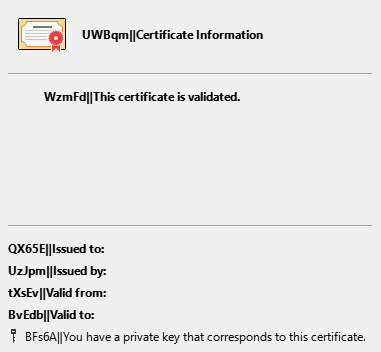 UWBqm||Certificate Information
WzmFd||This certificate is validated.
QX65E||Issued to:
UzJpm||Issued by:
tXsEv||Valid from:
BvEdb||Valid to:
BFs6A||You have a private key that corresponds to this certificate.